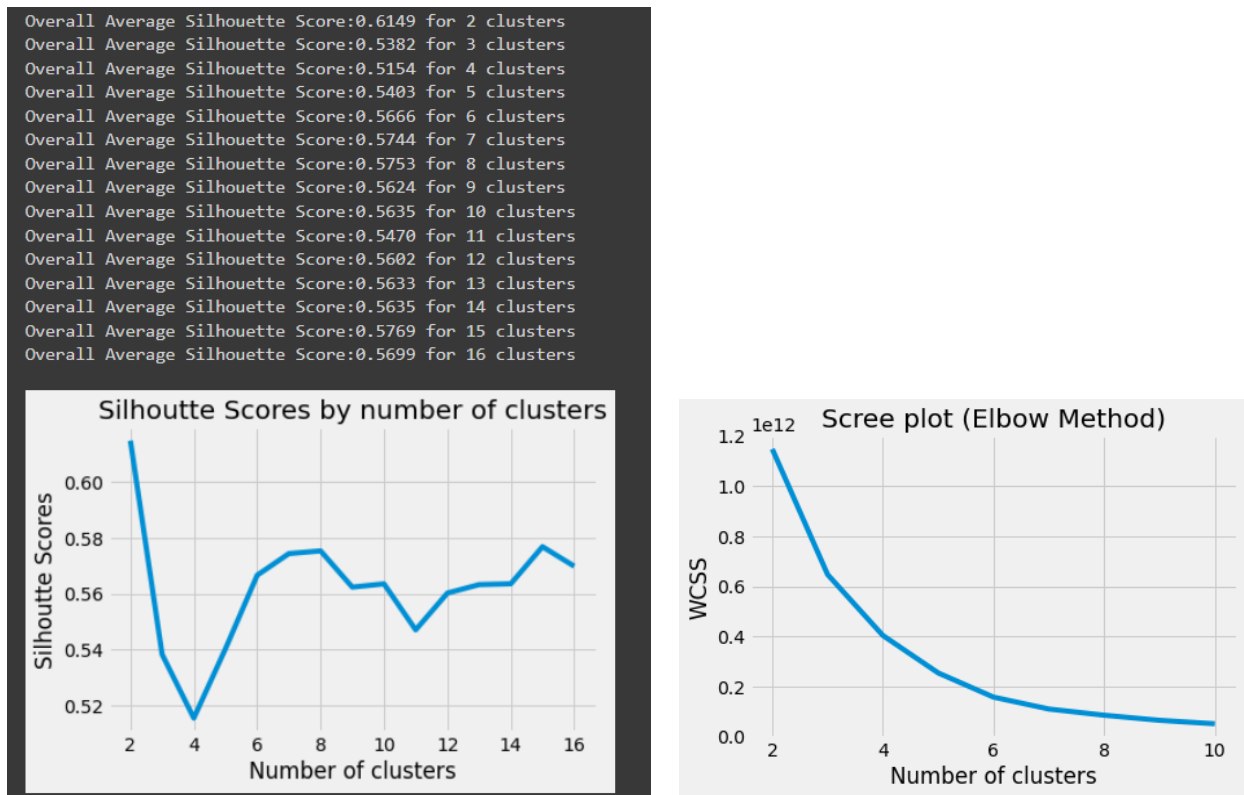 Overall Average Silhouette Score:0.6149 for 2 clusters
Overall Average Silhouette Score:0.5382 for 3 clusters
Overall Average Silhouette Score:0.5154 for 4 clusters
Overall Average Silhouette Score:0.5403 for 5 clusters
Overall Average Silhouette Score:0.5666 for 6 clusters
Overall Average Silhouette Score:0.5744 for 7 clusters
Overall Average Silhouette Score:0.5753 for 8 clusters
Overall Average Silhouette Score:0.5624 for 9 clusters
Overall Average Silhouette Score:0.5635 for 10 clusters
Overall Average Silhouette Score:0.5470 for 11 clusters
Overall Average Silhouette Score:0.5602 for 12 clusters
Overall Average Silhouette Score:0.5633 for 13 clusters
Overall Average Silhouette Score:0.5635 for 14 clusters
Overall Average Silhouette Score:0.5769 for 15 clusters
Overall Average Silhouette Score:0.5699 for 16 clusters
Silhoutte Scores by number of clusters
Silhoutte Scores
0.60
0.58
0.56
0.54
0.52
2 4 6 8 10 12 14 16
Number of clusters
Scree plot (Elbow Method)
1e12
WCSS
1.2
1.0
0.8
0.6
0.4
0.2
0.0
2 4 6 8 10
Number of clusters